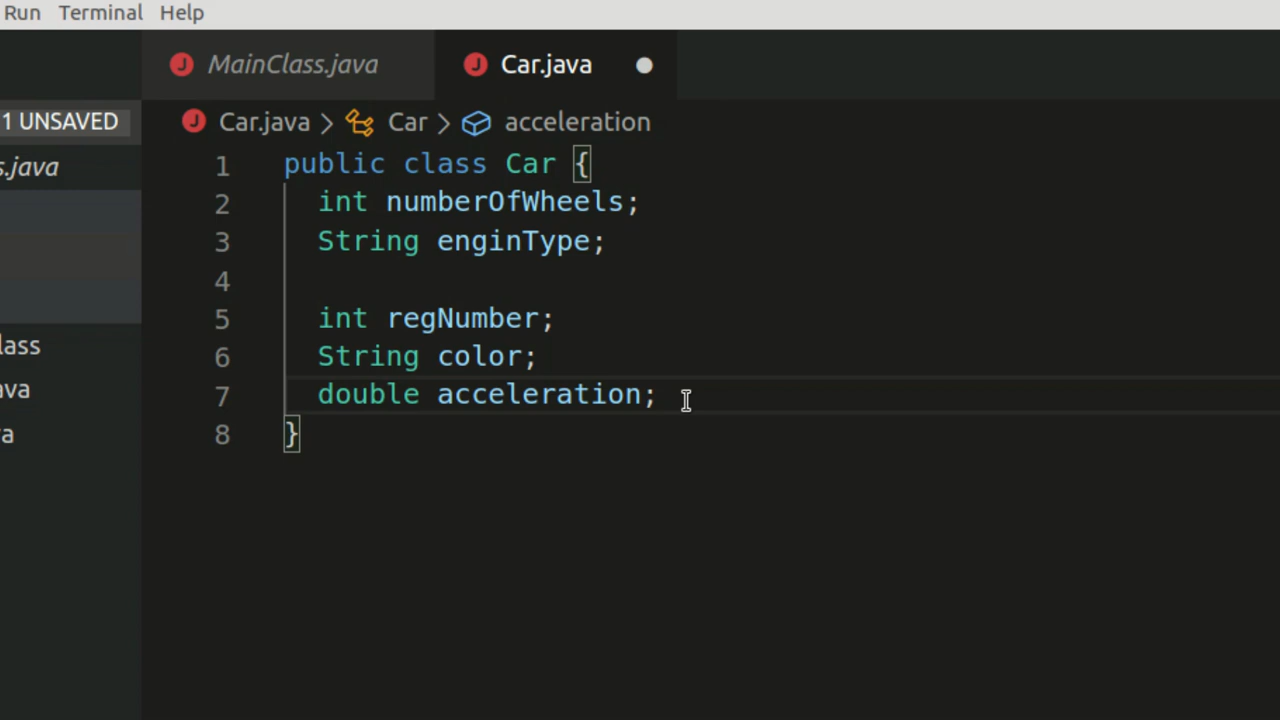 Run Terminal Help
MainClass.java Car.java
1 UNSAVED
Car.java > Car > acceleration
s.java
1 public class Car {
2 int numberOfWheels;
3 String enginType;
4
5 int regNumber;
6 String color;
7 double acceleration;
8 }
lass
ava
a